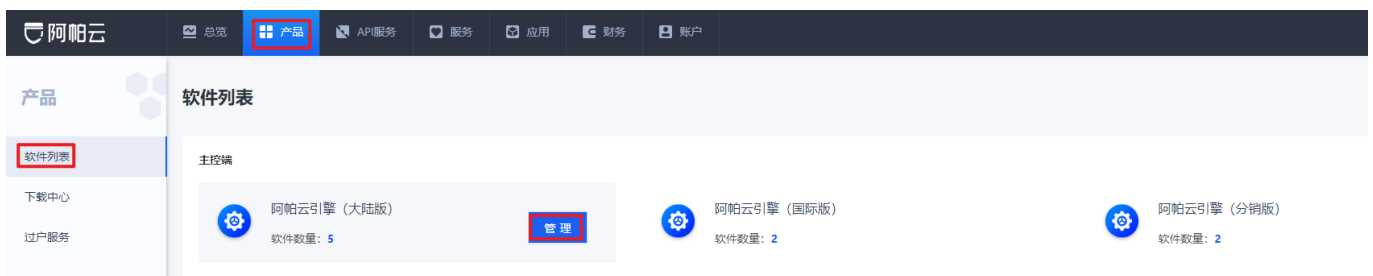 阿帕云 总览 产品 API服务 服务 应用 财务 账户
产品
软件列表
下载中心
过户服务
软件列表
主控端
阿帕云引擎（大陆版）
软件数量：5
管 理
阿帕云引擎（国际版）
软件数量：2
阿帕云引擎（分销版）
软件数量：2